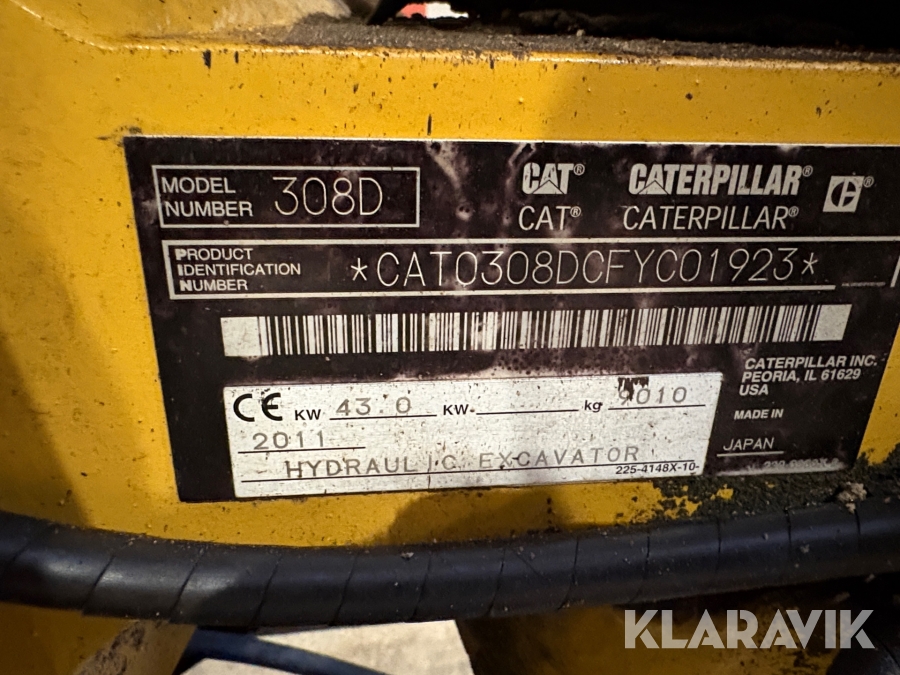 MODEL NUMBER 308D
CAT® CATERPILLAR®
CAT® CATERPILLAR®
PRODUCT IDENTIFICATION NUMBER *CAT0308DCFYC01923*
CATERPILLAR INC.
PEORIA, IL 61629
USA
MADE IN
JAPAN
CE KW 43.0 KW- kg 9010
2011
HYDRAULIC EXCAVATOR
225-4148X-10-
KLARAVIK